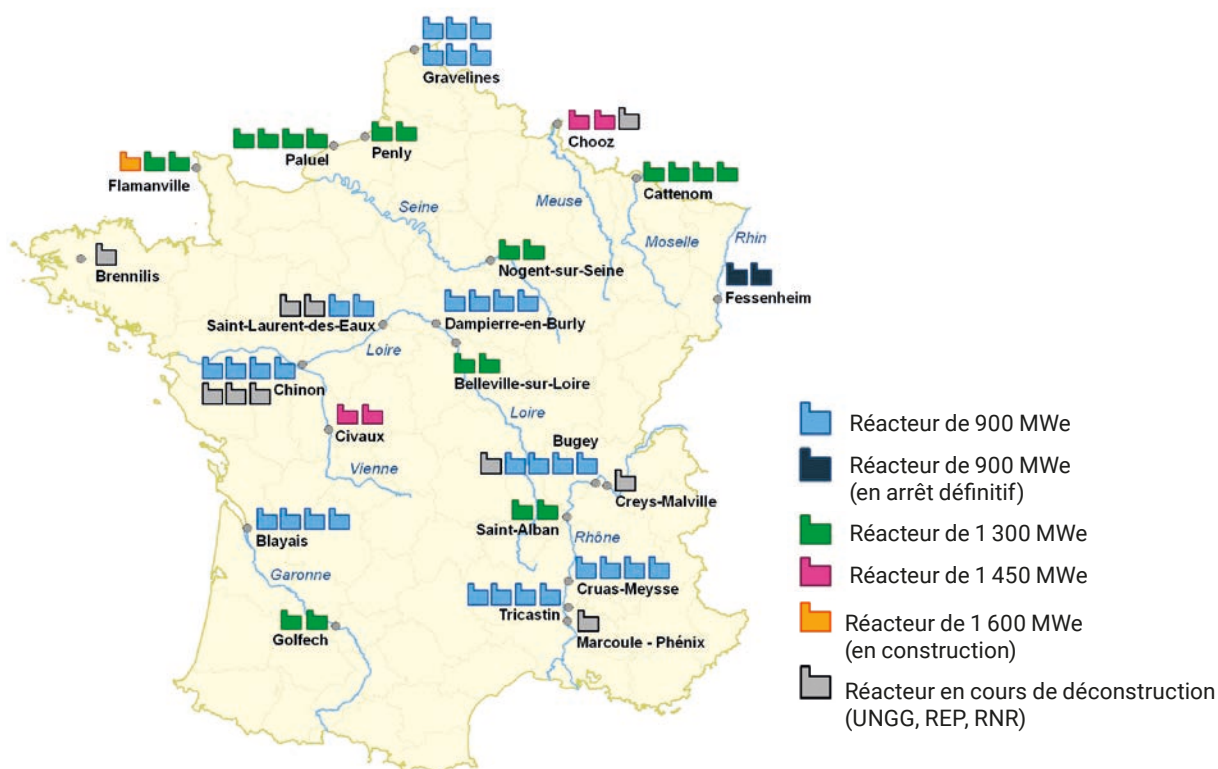 Gravelines
Chooz
Penly
Paluel
Cattenom
Flamanville
Seine
Meuse
Moselle
Rhin
Brennilis
Nogent-sur-Seine
Fessenheim
Saint-Laurent-des-Eaux
Dampierre-en-Burly
Loire
Chinon
Belleville-sur-Loire
Loire
Civaux
Bugey
Vienne
Creys-Malville
Saint-Alban
Blayais
Rhône
Garonne
Cruas-Meysse
Tricastin
Golfech
Marcoule - Phénix
Réacteur de 900 MWe
Réacteur de 900 MWe
(en arrêt définitif)
Réacteur de 1 300 MWe
Réacteur de 1 450 MWe
Réacteur de 1 600 MWe
(en construction)
Réacteur en cours de déconstruction
(UNGG, REP, RNR)